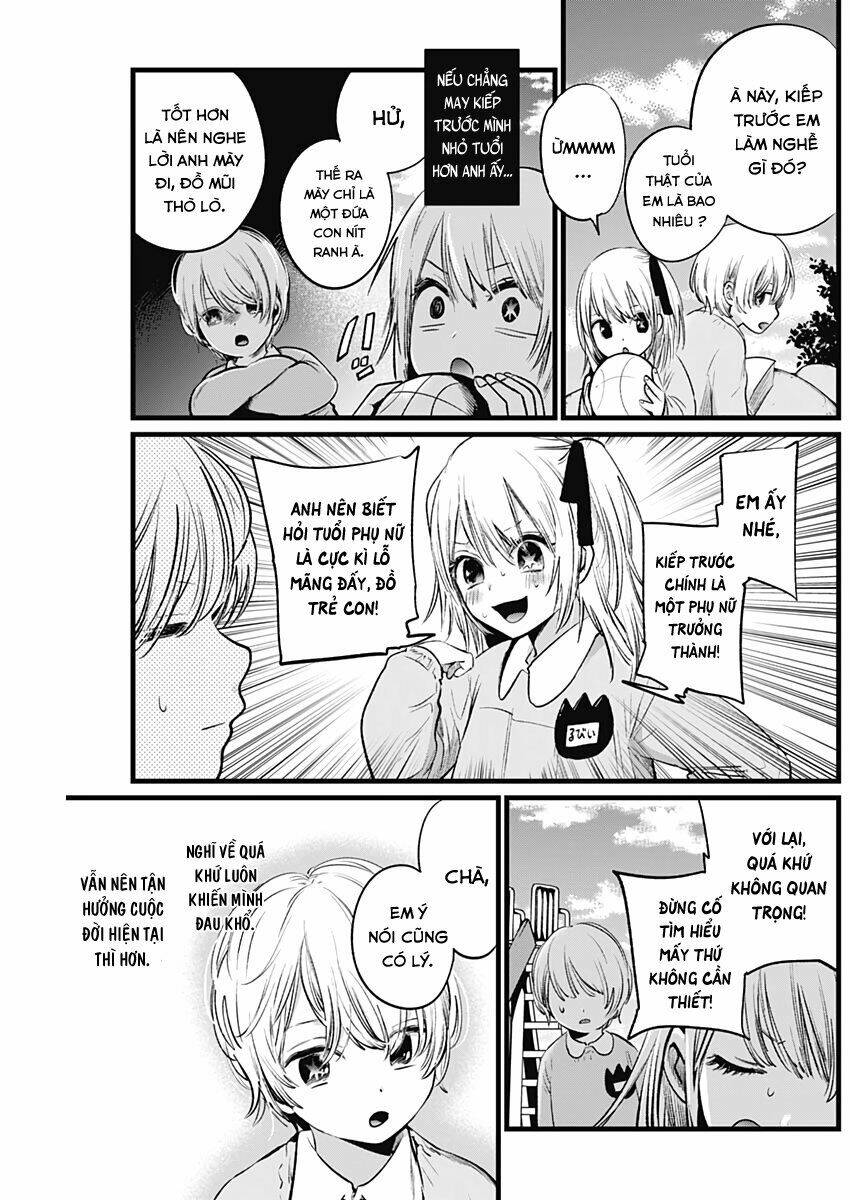 À NÀY, KIẾP
TRƯỚC EM
LÀM NGHỀ
GÌ ĐÓ?
TUỔI
THẬT CỦA
EM LÀ BAO
NHIÊU ?
ỪMMMM
...
NẾU CHẲNG
MAY KIẾP
TRƯỚC MÌNH
NHỎ TUỔI
HƠN ANH ẤY...
HỬ,
THẾ RA
MÀY CHỈ LÀ
MỘT ĐỨA
CON NÍT
RANH À.
TỐT HƠN
LÀ NÊN NGHE
LỜI ANH MÀY
ĐI, ĐỒ MŨI
THÒ LÒ.
EM ẤY
NHÉ,
KIẾP TRƯỚC
CHÍNH LÀ
MỘT PHỤ NỮ
TRƯỞNG
THÀNH!
ANH NÊN BIẾT
HỎI TUỔI PHỤ NỮ
LÀ CỰC KÌ LỖ
MÃNG ĐẤY, ĐỒ
TRẺ CON!
るびい
VỚI LẠI,
QUÁ KHỨ
KHÔNG QUAN
TRỌNG!
ĐỪNG CỐ
TÌM HIỂU
MẤY THỨ
KHÔNG CẦN
THIẾT!
CHÀ,
EM Ý
NÓI CŨNG
CÓ LÝ.
NGHĨ VỀ QUÁ
KHỨ LUÔN
KHIẾN MÌNH
ĐAU KHỔ.
VẪN NÊN TẬN
HƯỞNG CUỘC
ĐỜI HIỆN TẠI
THÌ HƠN.